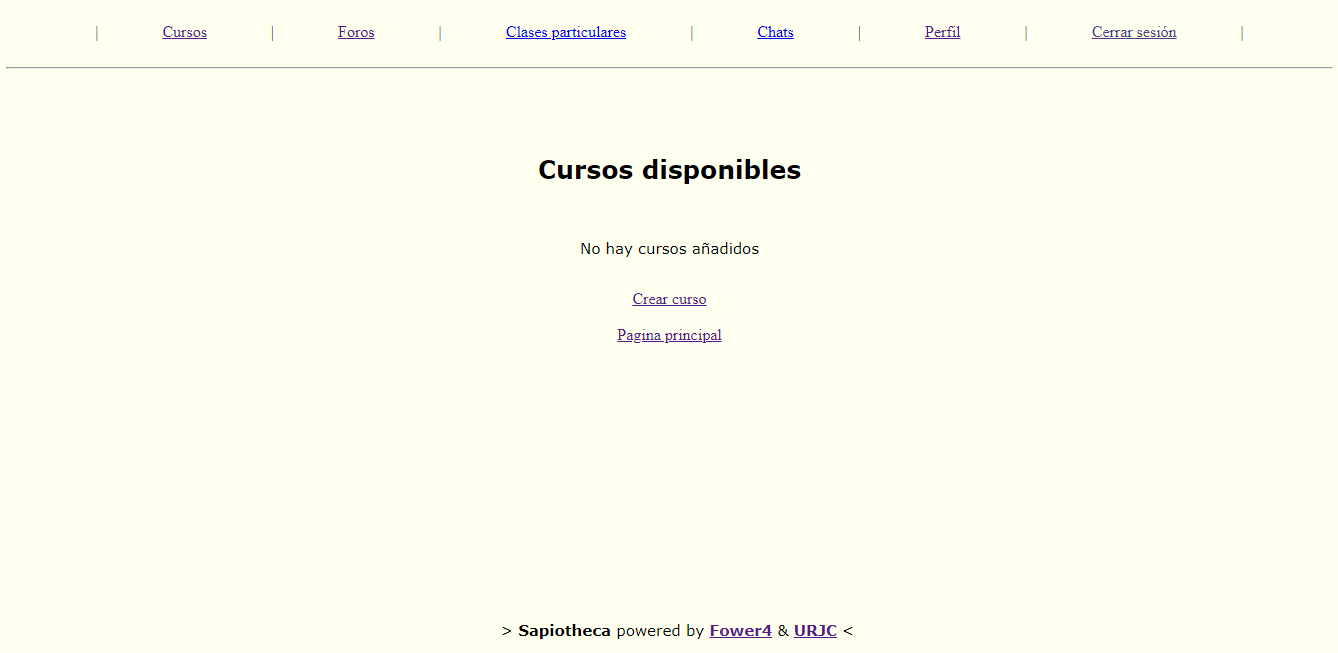 | Cursos | Foros | Clases particulares | Chats | Perfil | Cerrar sesión |
Cursos disponibles
No hay cursos añadidos
Crear curso
Pagina principal
> Sapiotheca powered by Fower4 & URJC <